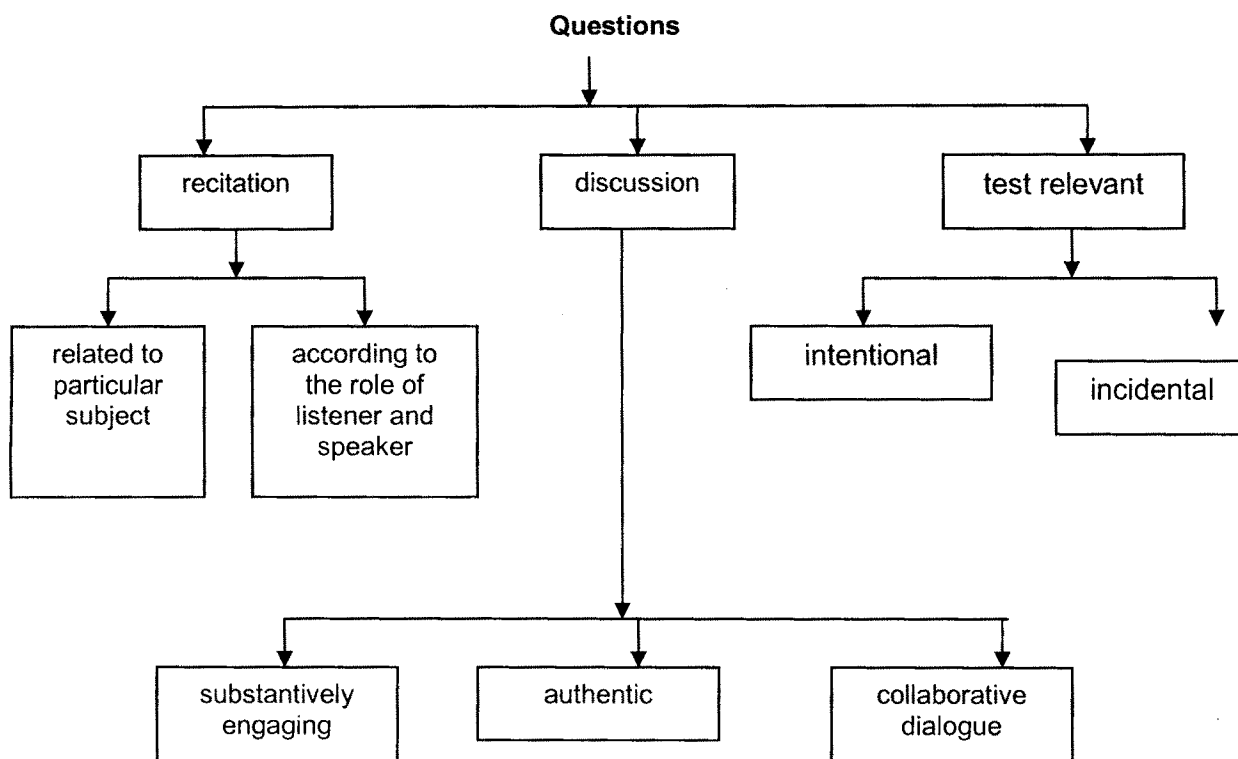 Questions
recitation
discussion
test relevant
related to
particular
subject
according to
the role of
listener and
speaker
intentional
incidental
substantively
engaging
authentic
collaborative
dialogue